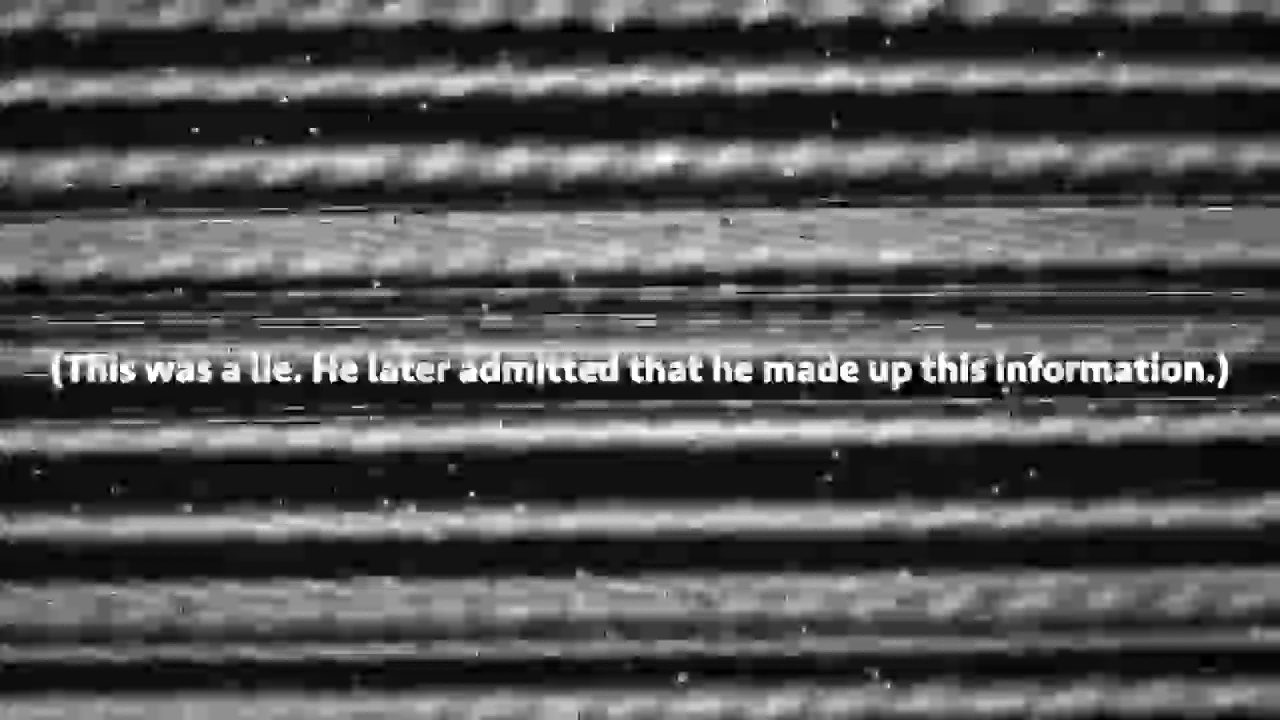 (This was a lie. He later admitted that he made up this information.)